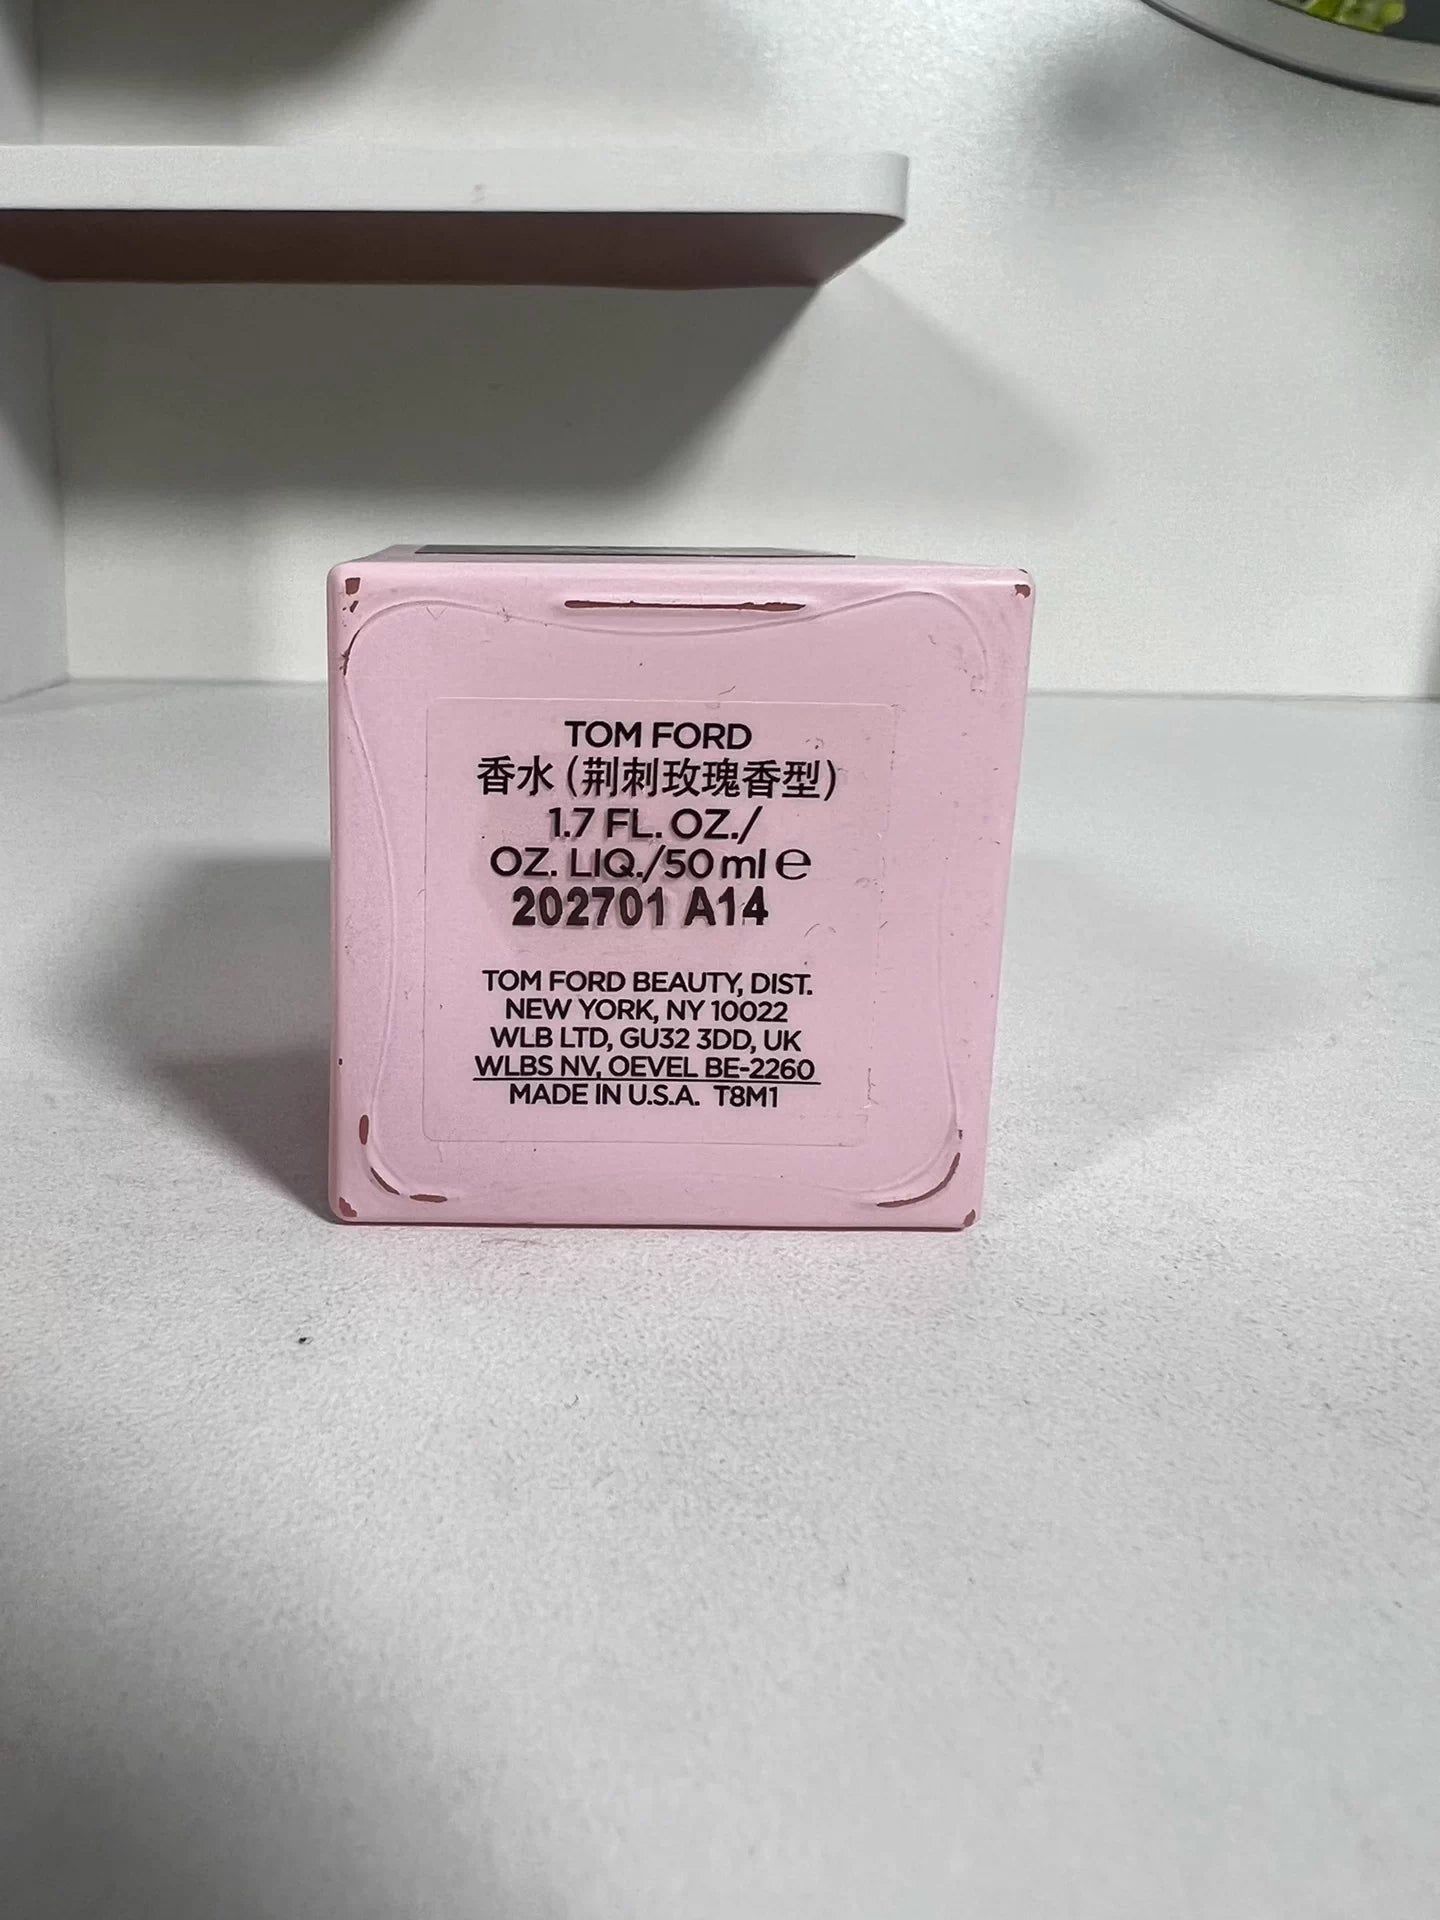 TOM FORD
香水 (荆刺玫瑰香型)
1.7 FL. OZ./
OZ. LIQ./50 ml ℮
202701 A14
TOM FORD BEAUTY, DIST.
NEW YORK, NY 10022
WLB LTD, GU32 3DD, UK
WLBS NV, OEVEL BE-2260
MADE IN U.S.A. T8M1